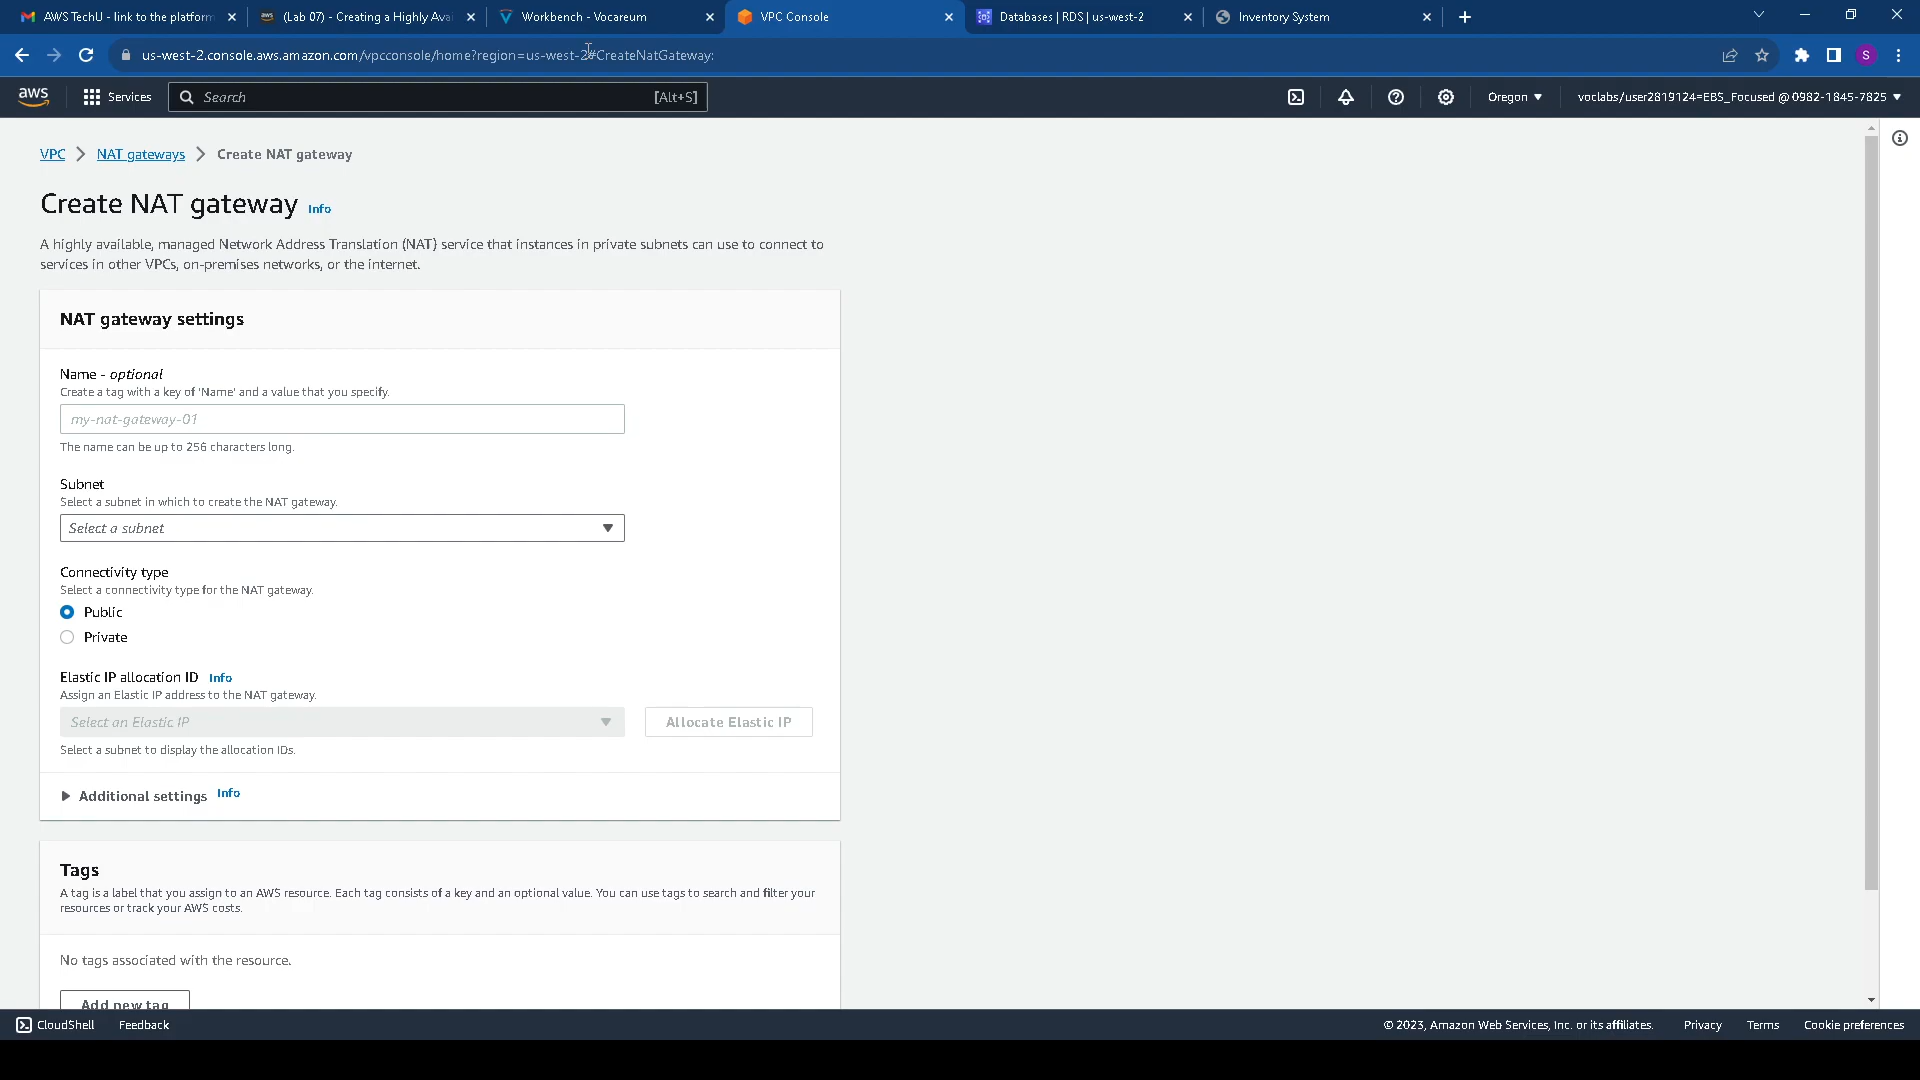 AWS TechU - link to the platform
(Lab 07) - Creating a Highly Avai
Workbench - Vocareum
VPC Console
Databases | RDS | us-west-2
Inventory System
us-west-2.console.aws.amazon.com/vpcconsole/home?region=us-west-2#CreateNatGateway:
S
aws
Services
Search
[Alt+S]
Oregon
voclabs/user2819124=EBS_Focused @ 0982-1845-7825
VPC
NAT gateways
Create NAT gateway
Create NAT gateway Info
A highly available, managed Network Address Translation (NAT) service that instances in private subnets can use to connect to
services in other VPCs, on-premises networks, or the internet.
NAT gateway settings
Name - optional
Create a tag with a key of 'Name' and a value that you specify.
my-nat-gateway-01
The name can be up to 256 characters long.
Subnet
Select a subnet in which to create the NAT gateway.
Select a subnet
Connectivity type
Select a connectivity type for the NAT gateway.
Public
Private
Elastic IP allocation ID Info
Assign an Elastic IP address to the NAT gateway.
Select an Elastic IP
Allocate Elastic IP
Select a subnet to display the allocation IDs.
Additional settings Info
Tags
A tag is a label that you assign to an AWS resource. Each tag consists of a key and an optional value. You can use tags to search and filter your
resources or track your AWS costs.
No tags associated with the resource.
Add new tag
CloudShell
Feedback
© 2023, Amazon Web Services, Inc. or its affiliates.
Privacy
Terms
Cookie preferences